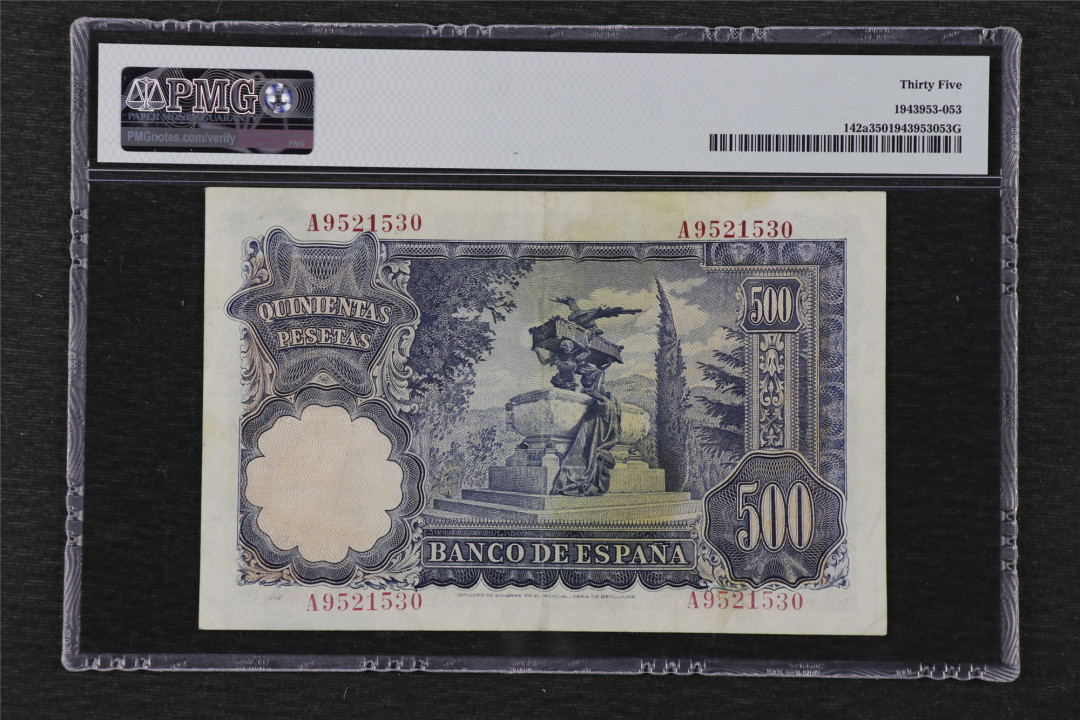 PMG
PAPER MONEY GUARANTY
PMGnotes.com/verify
PMG
Thirty Five
1943953-053
142a3501943953053G
A9521530
A9521530
QUINIENTAS
PESETAS
500
500
BANCO DE ESPAÑA
A9521530
A9521530